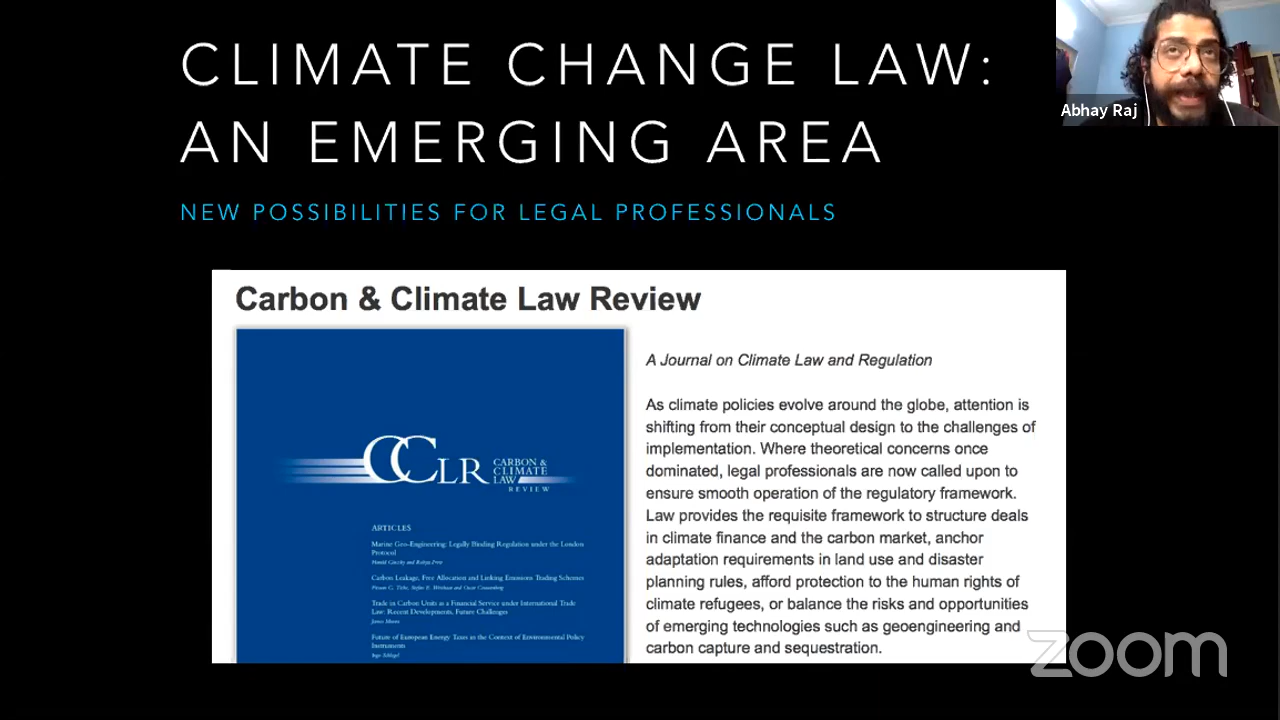 CLIMATE CHANGE LAW:
AN EMERGING AREA
NEW POSSIBILITIES FOR LEGAL PROFESSIONALS
Abhay Raj
Carbon & Climate Law Review
A Journal on Climate Law and Regulation
As climate policies evolve around the globe, attention is
shifting from their conceptual design to the challenges of
implementation. Where theoretical concerns once
dominated, legal professionals are now called upon to
ensure smooth operation of the regulatory framework.
Law provides the requisite framework to structure deals
in climate finance and the carbon market, anchor
adaptation requirements in land use and disaster
planning rules, afford protection to the human rights of
climate refugees, or balance the risks and opportunities
of emerging technologies such as geoengineering and
carbon capture and sequestration.
CCLR
CARBON &
CLIMATE
LAW
REVIEW
ARTICLES
Marine Geo-Engineering: Legally Binding Regulation under the London
Protocol
Carbon Leakage, Free Allocation and Linking Emissions Trading Schemes
Trade in Carbon Units as a Financial Service under International Trade
Law: Recent Developments, Future Challenges
Future of European Energy Taxes in the Context of Environmental Policy
Instruments
zoom